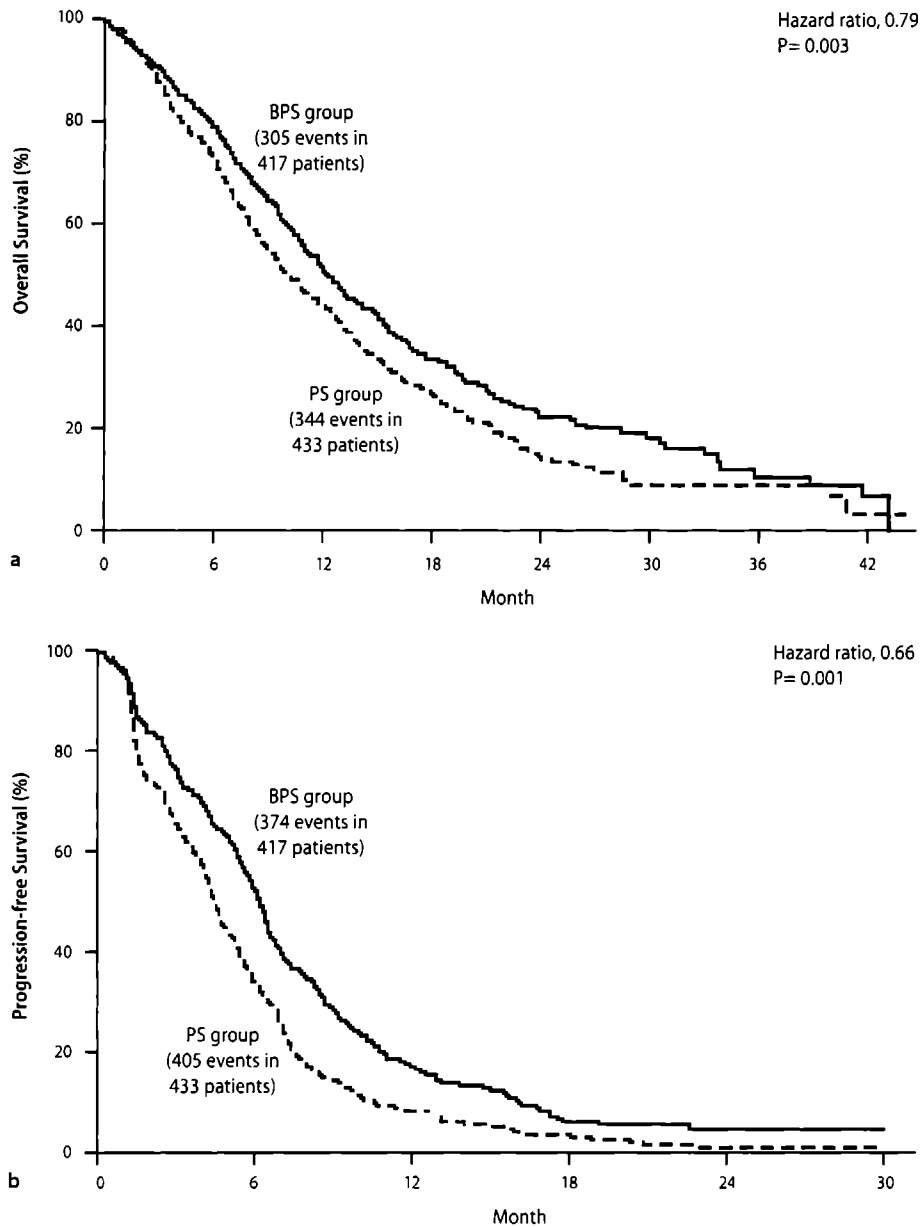 100
80
60
40
20
0
Overall Survival (%)
Hazard ratio, 0.79
P= 0.003
BPS group
(305 events in
417 patients)
PS group
(344 events in
433 patients)
0 6 12 18 24 30 36 42
Month
a
100
80
60
40
20
0
Progression-free Survival (%)
Hazard ratio, 0.66
P= 0.001
BPS group
(374 events in
417 patients)
PS group
(405 events in
433 patients)
0 6 12 18 24 30
Month
b